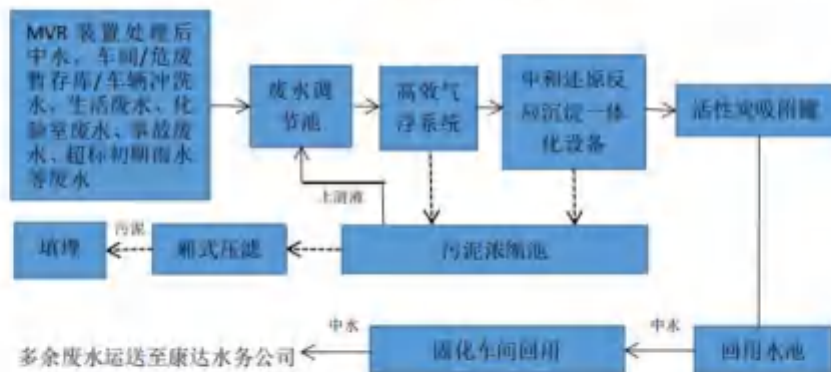 MVR 装置处理后
中水，车间/危废
暂存库/车辆冲洗
水，生活废水、化
验室废水、事故废
水、超标初期雨水
等废水
废水调
节池
高效气
浮系统
中和还原反
应沉淀一体
化设备
活性炭吸附罐
上清液
填埋
污泥
厢式压滤
污泥浓缩池
多余废水运送至康达水务公司
中水
固化车间回用
中水
回用水池